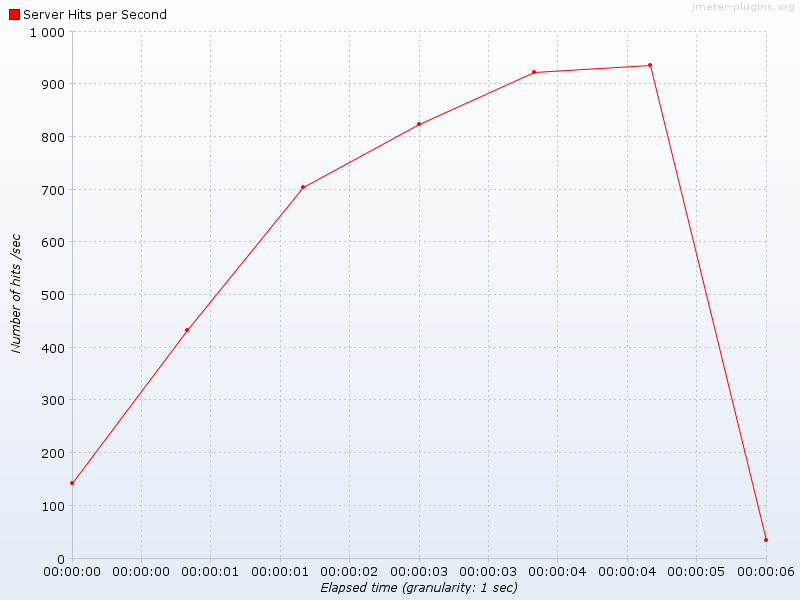 jmeter-plugins.org
Server Hits per Second
1 000
900
800
700
600
500
400
300
200
100
0
Number of hits /sec
00:00:00 00:00:00 00:00:01 00:00:01 00:00:02 00:00:03 00:00:03 00:00:04 00:00:04 00:00:05 00:00:06
Elapsed time (granularity: 1 sec)